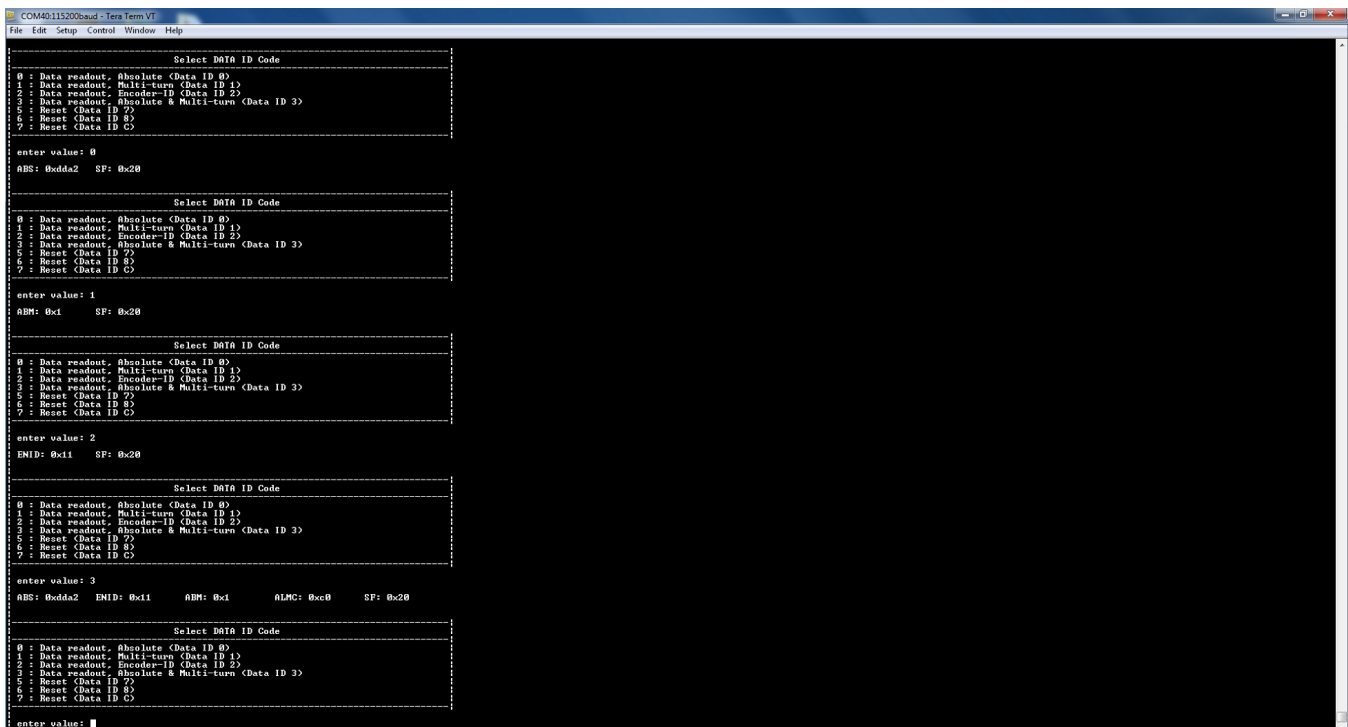 COM40:115200baud - Tera Term VT
File Edit Setup Control Window Help
Select DATA ID Code
0 : Data readout, Absolute (Data ID 0)
1 : Data readout, Multi-turn (Data ID 1)
2 : Data readout, Encoder-ID (Data ID 2)
3 : Data readout, Absolute & Multi-turn (Data ID 3)
5 : Reset (Data ID 7)
6 : Reset (Data ID 8)
7 : Reset (Data ID C)
enter value: 0
ABS: 0xdda2 SF: 0x20
Select DATA ID Code
0 : Data readout, Absolute (Data ID 0)
1 : Data readout, Multi-turn (Data ID 1)
2 : Data readout, Encoder-ID (Data ID 2)
3 : Data readout, Absolute & Multi-turn (Data ID 3)
5 : Reset (Data ID 7)
6 : Reset (Data ID 8)
7 : Reset (Data ID C)
enter value: 1
ABM: 0x1 SF: 0x20
Select DATA ID Code
0 : Data readout, Absolute (Data ID 0)
1 : Data readout, Multi-turn (Data ID 1)
2 : Data readout, Encoder-ID (Data ID 2)
3 : Data readout, Absolute & Multi-turn (Data ID 3)
5 : Reset (Data ID 7)
6 : Reset (Data ID 8)
7 : Reset (Data ID C)
enter value: 2
ENID: 0x11 SF: 0x20
Select DATA ID Code
0 : Data readout, Absolute (Data ID 0)
1 : Data readout, Multi-turn (Data ID 1)
2 : Data readout, Encoder-ID (Data ID 2)
3 : Data readout, Absolute & Multi-turn (Data ID 3)
5 : Reset (Data ID 7)
6 : Reset (Data ID 8)
7 : Reset (Data ID C)
enter value: 3
ABS: 0xdda2 ENID: 0x11 ABM: 0x1 ALMC: 0xc0 SF: 0x20
Select DATA ID Code
0 : Data readout, Absolute (Data ID 0)
1 : Data readout, Multi-turn (Data ID 1)
2 : Data readout, Encoder-ID (Data ID 2)
3 : Data readout, Absolute & Multi-turn (Data ID 3)
5 : Reset (Data ID 7)
6 : Reset (Data ID 8)
7 : Reset (Data ID C)
enter value: